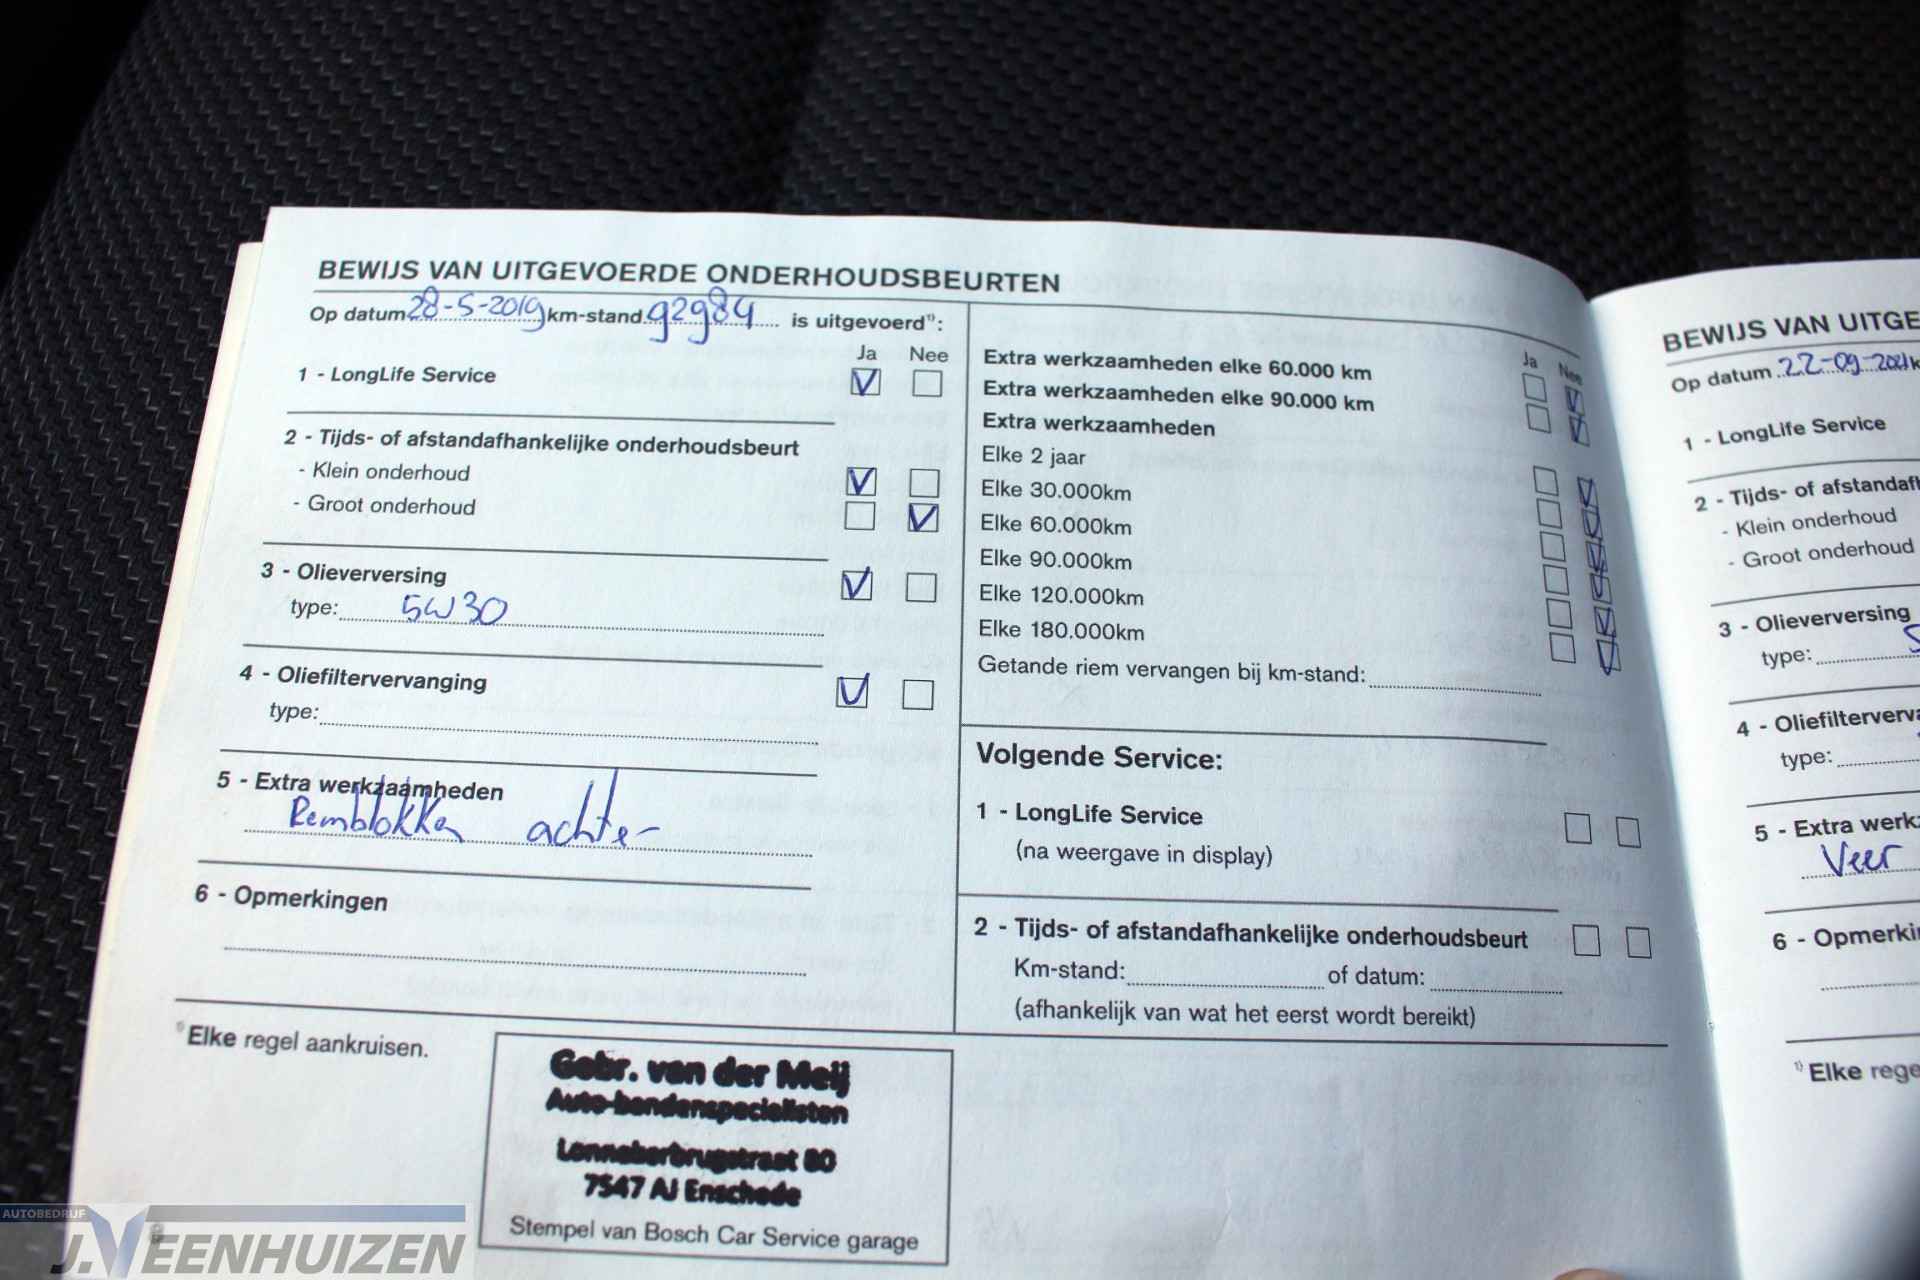 BEWIJS VAN UITGEVOERDE ONDERHOUDSBEURTEN
Op datum 28-5-2019 km-stand 92984 is uitgevoerd¹⁾:
Ja Nee
1 - LongLife Service
2 - Tijds- of afstandafhankelijke onderhoudsbeurt
- Klein onderhoud
- Groot onderhoud
3 - Olieverversing
type: 5W30
4 - Oliefiltervervanging
type:
5 - Extra werkzaamheden
Remblokken achter
6 - Opmerkingen
¹⁾ Elke regel aankruisen.
Gebr. van der Meij
Auto-bandenspecialisten
Lonnekerbrugstraat 80
7547 AJ Enschede
Stempel van Bosch Car Service garage
Ja Nee
Extra werkzaamheden elke 60.000 km
Extra werkzaamheden elke 90.000 km
Extra werkzaamheden
Elke 2 jaar
Elke 30.000km
Elke 60.000km
Elke 90.000km
Elke 120.000km
Elke 180.000km
Getande riem vervangen bij km-stand:
Volgende Service:
1 - LongLife Service
(na weergave in display)
2 - Tijds- of afstandafhankelijke onderhoudsbeurt
Km-stand: of datum:
(afhankelijk van wat het eerst wordt bereikt)
BEWIJS VAN UITGE
Op datum 22-09-2021 k
1 - LongLife Service
2 - Tijds- of afstandafh
- Klein onderhoud
- Groot onderhoud
3 - Olieverversing
type: 5
4 - Oliefilterverva
type:
5 - Extra werkz
Veer
6 - Opmerkin
¹⁾ Elke rege
AUTOBEDRIJF
J.VEENHUIZEN